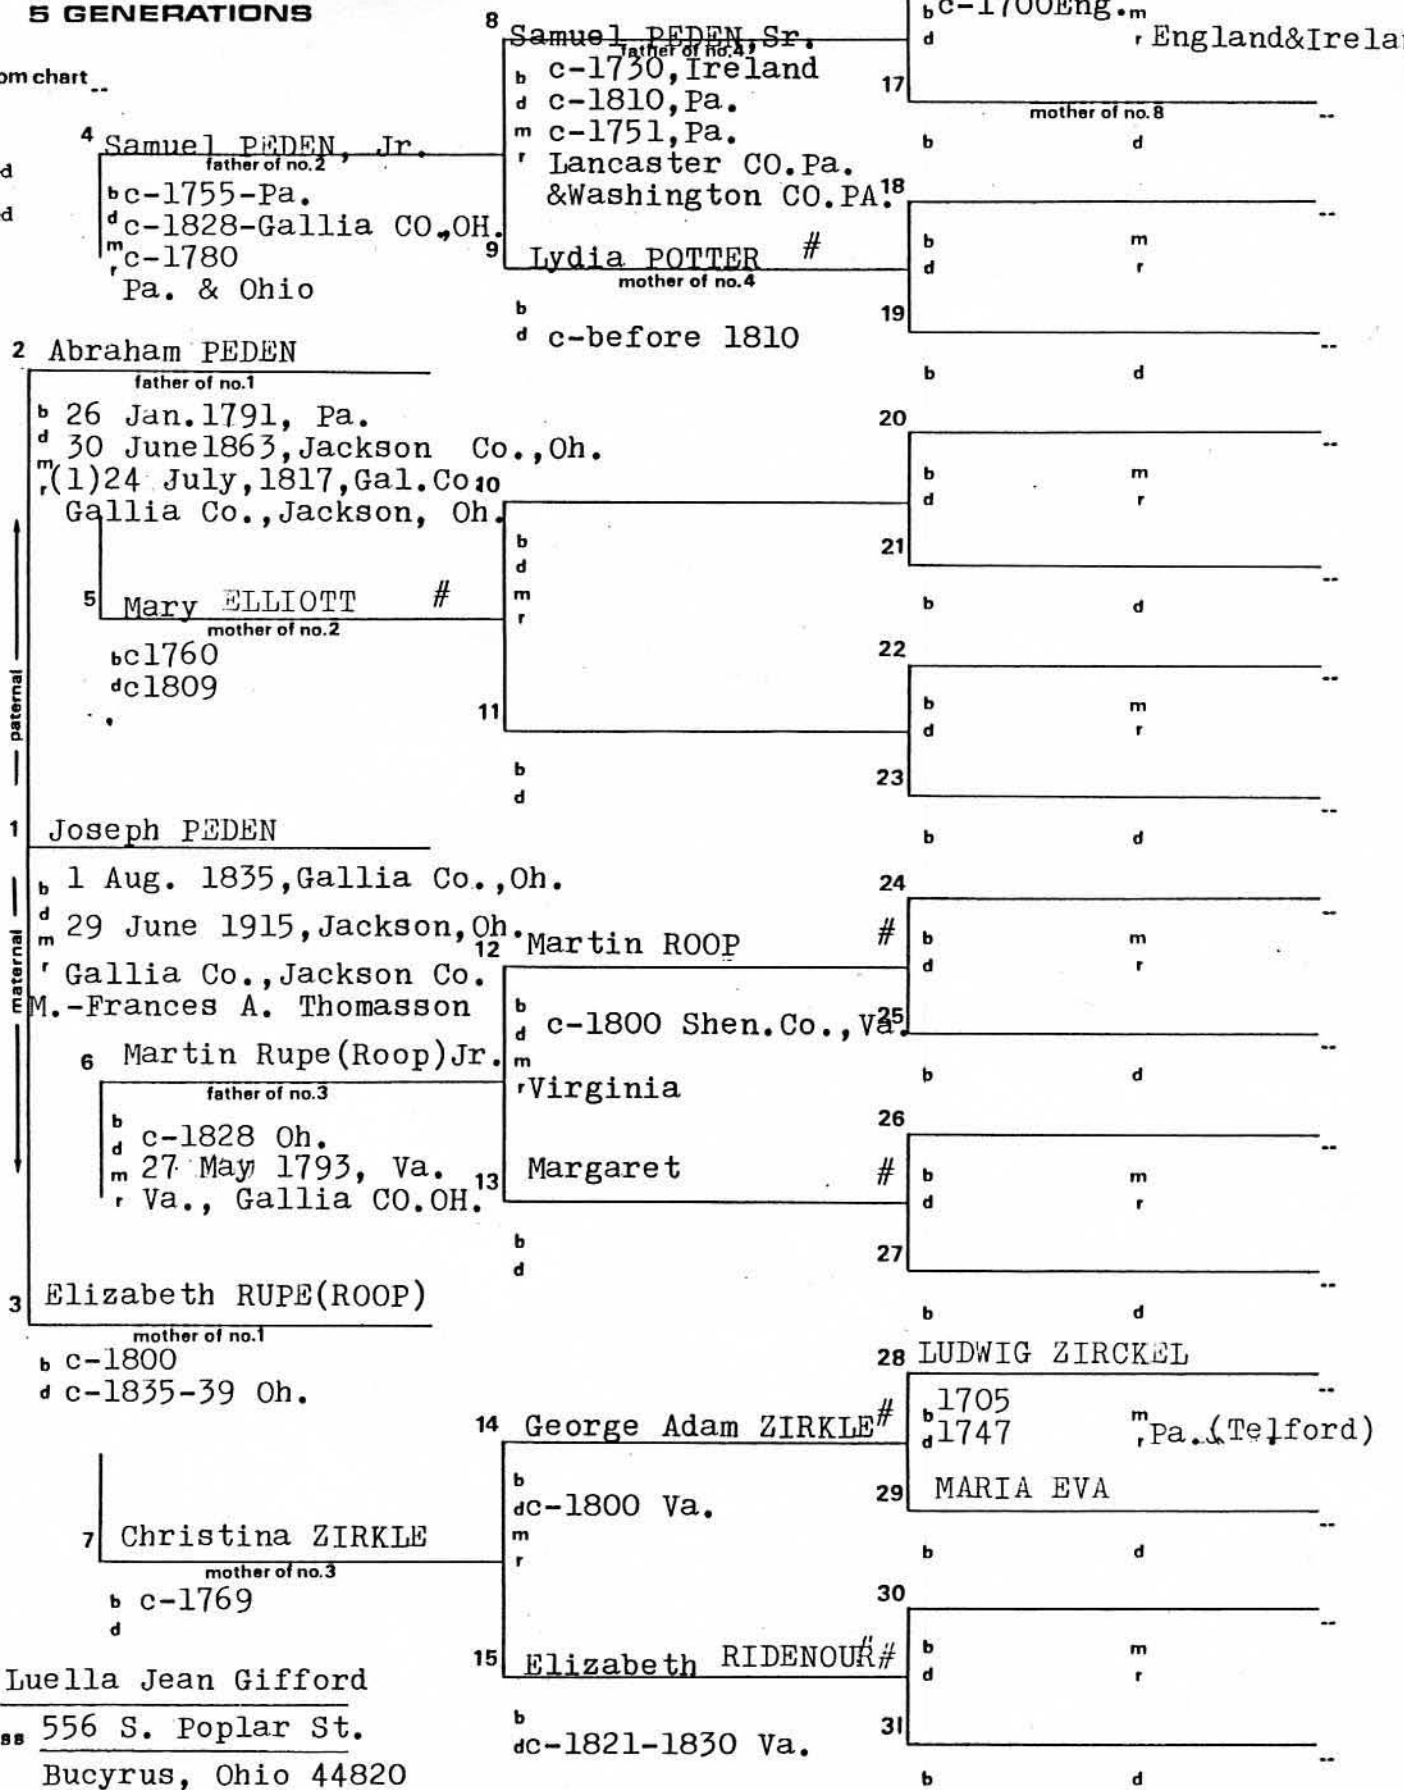 5 GENERATIONS
om chart --
d
d
4 Samuel PEDEN, Jr.
father of no.2
b c-1755-Pa.
d c-1828-Gallia CO.,OH.
m c-1780
r Pa. & Ohio
2 Abraham PEDEN
father of no.1
b 26 Jan.1791, Pa.
d 30 June1863,Jackson Co.,Oh.
m (1)24 July,1817,Gal.Co.
r Gallia Co.,Jackson, Oh.
5 Mary ELLIOTT #
mother of no.2
b c1760
d c1809
paternal
1 Joseph PEDEN
b 1 Aug. 1835,Gallia Co.,Oh.
d 29 June 1915,Jackson,Oh.
m
r Gallia Co.,Jackson Co.
M.-Frances A. Thomasson
maternal
6 Martin Rupe(Roop)Jr.
father of no.3
b
d c-1828 Oh.
m 27 May 1793, Va.
r Va., Gallia CO.OH.
3 Elizabeth RUPE(ROOP)
mother of no.1
b c-1800
d c-1835-39 Oh.
7 Christina ZIRKLE
mother of no.3
b c-1769
d
Luella Jean Gifford
ss 556 S. Poplar St.
Bucyrus, Ohio 44820
8 Samuel PEDEN,Sr.
father of no.4
b c-1730,Ireland
d c-1810,Pa.
m c-1751,Pa.
r Lancaster CO.Pa.
&Washington CO.PA.
9 Lydia POTTER #
mother of no.4
b
d c-before 1810
10
b
d
m
r
11
b
d
12 Martin ROOP #
b
d c-1800 Shen.Co.,Va.
m
r Virginia
13 Margaret #
b
d
14 George Adam ZIRKLE #
b
d c-1800 Va.
m
r
15 Elizabeth RIDENOUR ##
b
d c-1821-1830 Va.
b c-1700Eng. m
d r England&Irela
17 --
mother of no.8
b d
18 --
b m
d r
19 --
b d
20 --
b m
d r
21 --
b d
22 --
b m
d r
23 --
b d
24 --
b m
d r
25 --
b d
26 --
b m
d r
27 --
b d
28 LUDWIG ZIRCKEL --
b 1705 m
d 1747 r Pa.(Telford)
29 MARIA EVA --
b d
30 --
b m
d r
31 --
b d